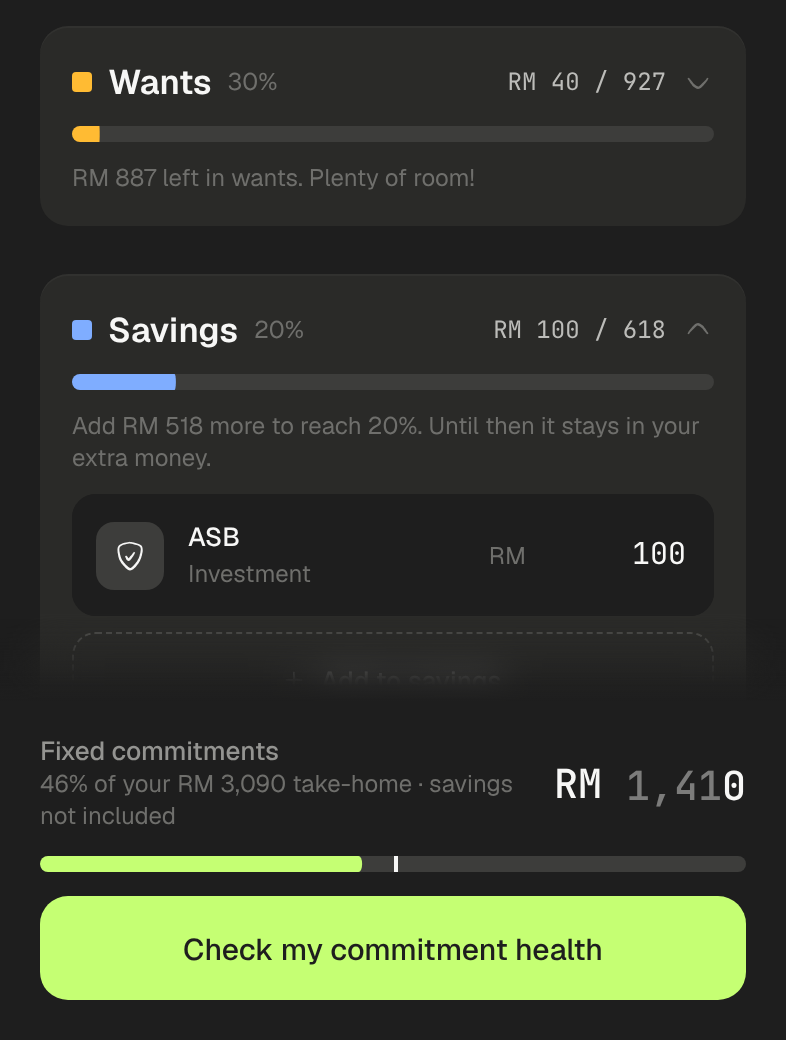 Wants 30% RM 40 / 927
RM 887 left in wants. Plenty of room!
Savings 20% RM 100 / 618
Add RM 518 more to reach 20%. Until then it stays in your
extra money.
ASB
Investment
RM 100
+ Add to savings
Fixed commitments
46% of your RM 3,090 take-home · savings
not included
RM 1,410
Check my commitment health